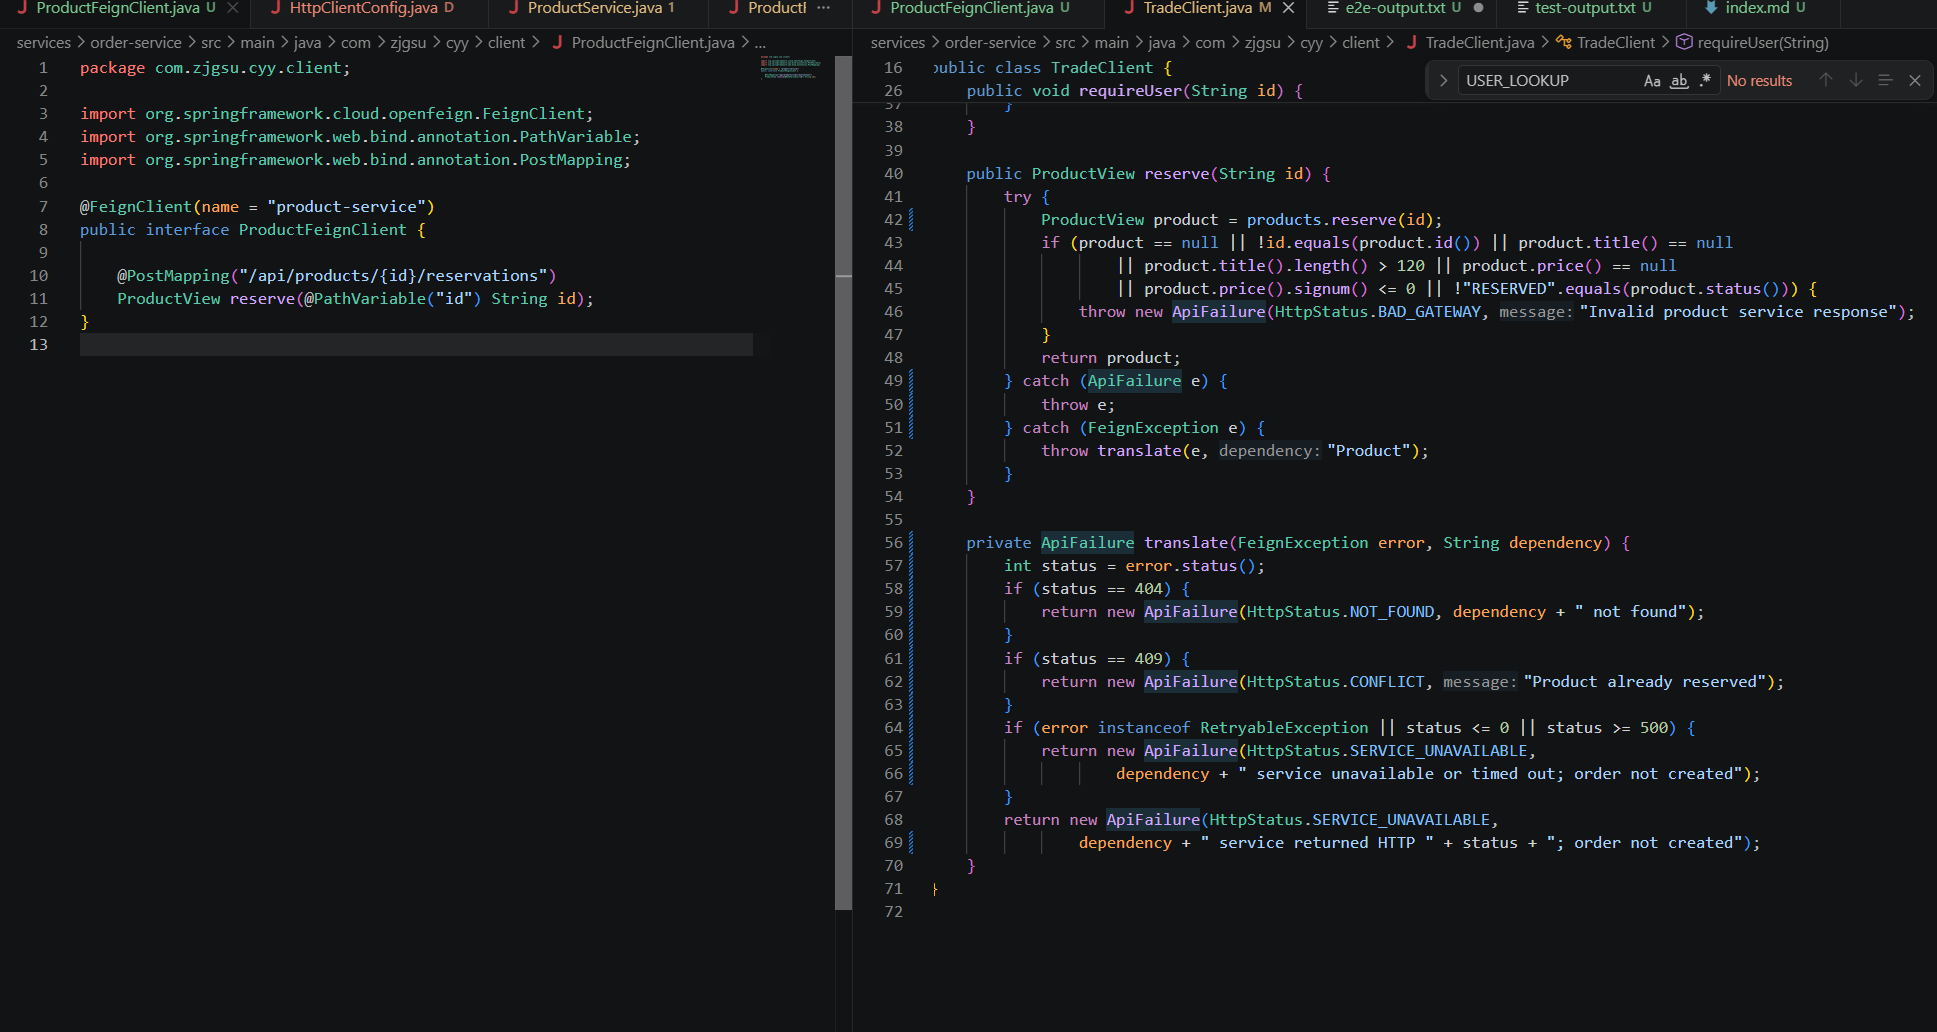 ProductFeignClient.java U
HttpClientConfig.java D
ProductService.java 1
services > order-service > src > main > java > com > zjgsu > cyy > client > ProductFeignClient.java > ...
1 package com.zjgsu.cyy.client;
2
3 import org.springframework.cloud.openfeign.FeignClient;
4 import org.springframework.web.bind.annotation.PathVariable;
5 import org.springframework.web.bind.annotation.PostMapping;
6
7 @FeignClient(name = "product-service")
8 public interface ProductFeignClient {
9
10 @PostMapping("/api/products/{id}/reservations")
11 ProductView reserve(@PathVariable("id") String id);
12 }
13
ProductFeignClient.java U
TradeClient.java M
e2e-output.txt U
test-output.txt U
index.md U
services > order-service > src > main > java > com > zjgsu > cyy > client > TradeClient.java > TradeClient > requireUser(String)
USER_LOOKUP Aa ab .* No results
16 public class TradeClient {
26 public void requireUser(String id) {
37 }
38 }
39
40 public ProductView reserve(String id) {
41 try {
42 ProductView product = products.reserve(id);
43 if (product == null || !id.equals(product.id()) || product.title() == null
44 || product.title().length() > 120 || product.price() == null
45 || product.price().signum() <= 0 || !"RESERVED".equals(product.status())) {
46 throw new ApiFailure(HttpStatus.BAD_GATEWAY, message: "Invalid product service response");
47 }
48 return product;
49 } catch (ApiFailure e) {
50 throw e;
51 } catch (FeignException e) {
52 throw translate(e, dependency: "Product");
53 }
54 }
55
56 private ApiFailure translate(FeignException error, String dependency) {
57 int status = error.status();
58 if (status == 404) {
59 return new ApiFailure(HttpStatus.NOT_FOUND, dependency + " not found");
60 }
61 if (status == 409) {
62 return new ApiFailure(HttpStatus.CONFLICT, message: "Product already reserved");
63 }
64 if (error instanceof RetryableException || status <= 0 || status >= 500) {
65 return new ApiFailure(HttpStatus.SERVICE_UNAVAILABLE,
66 dependency + " service unavailable or timed out; order not created");
67 }
68 return new ApiFailure(HttpStatus.SERVICE_UNAVAILABLE,
69 dependency + " service returned HTTP " + status + "; order not created");
70 }
71 }
72